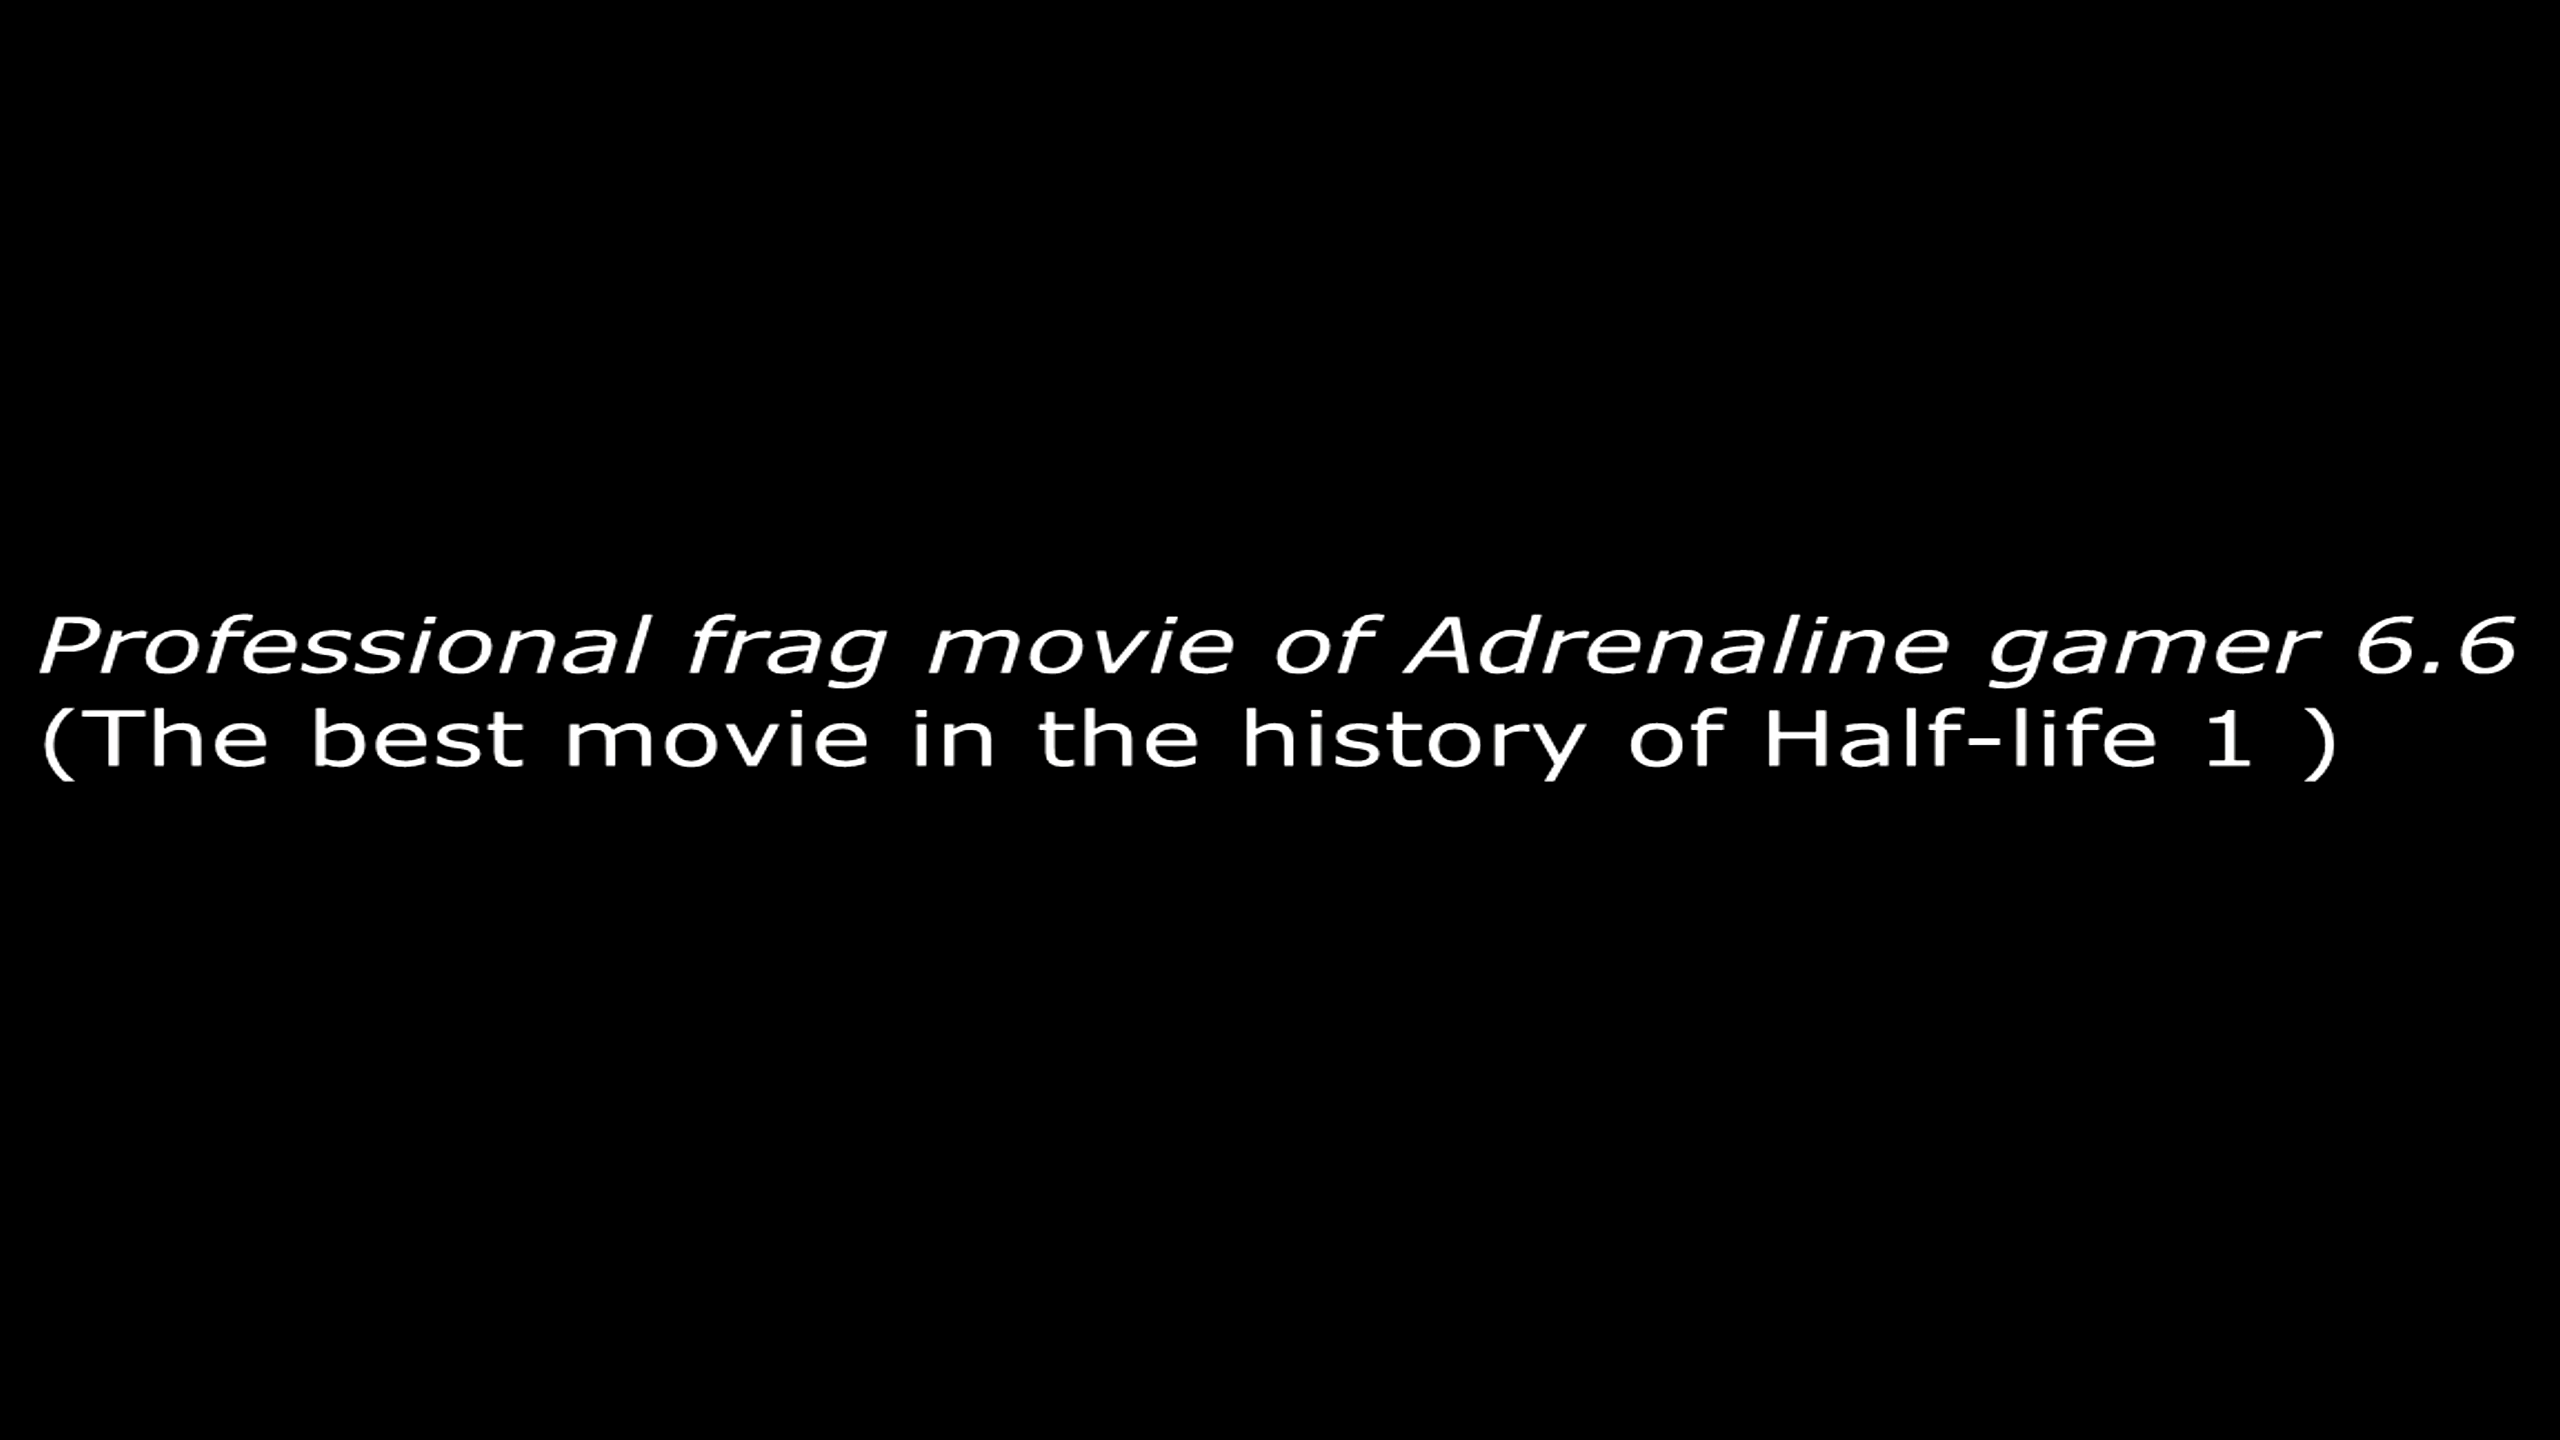 Professional frag movie of Adrenaline gamer 6.6
(The best movie in the history of Half-life 1 )